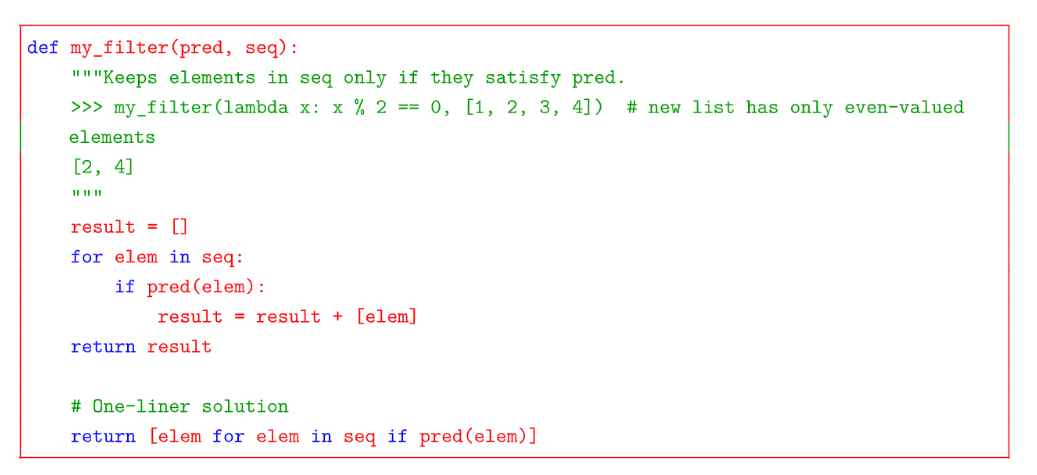 def my_filter(pred, seq):
    """Keeps elements in seq only if they satisfy pred.
    >>> my_filter(lambda x: x % 2 == 0, [1, 2, 3, 4])  # new list has only even-valued
    elements
    [2, 4]
    """
    result = []
    for elem in seq:
        if pred(elem):
            result = result + [elem]
    return result

    # One-liner solution
    return [elem for elem in seq if pred(elem)]